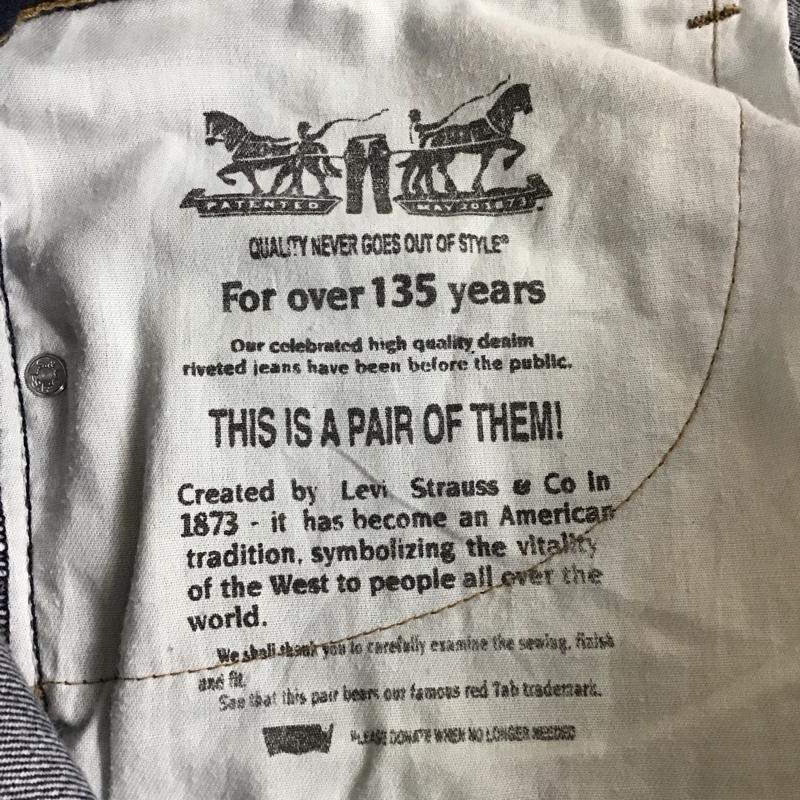 PATENTED MAY 20 1873
QUALITY NEVER GOES OUT OF STYLE®
For over 135 years
Our celebrated high quality denim
riveted jeans have been before the public.
THIS IS A PAIR OF THEM!
Created by Levi Strauss & Co in
1873 - it has become an American
tradition, symbolizing the vitality
of the West to people all over the
world.
We shall thank you to carefully examine the sewing, finish
and fit.
See that this pair bears our famous red Tab trademark.
"PLEASE DONATE WHEN NO LONGER NEEDED